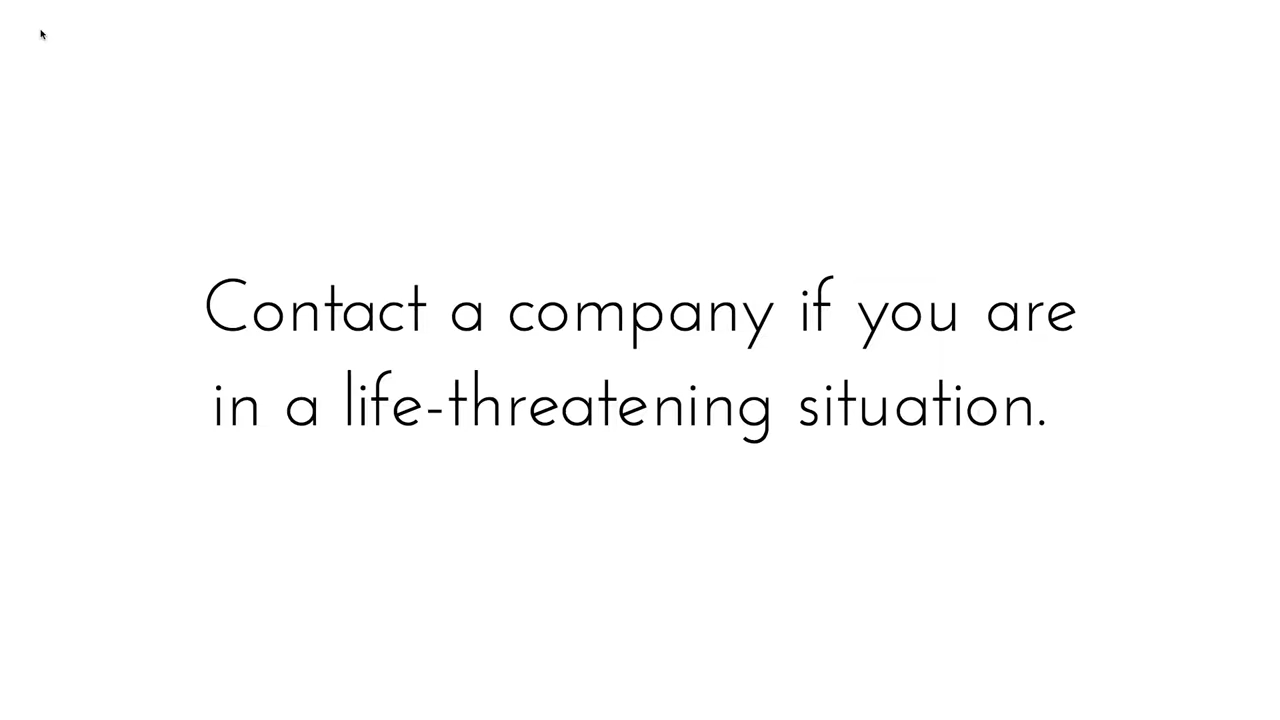 Contact a company if you are
in a life-threatening situation.